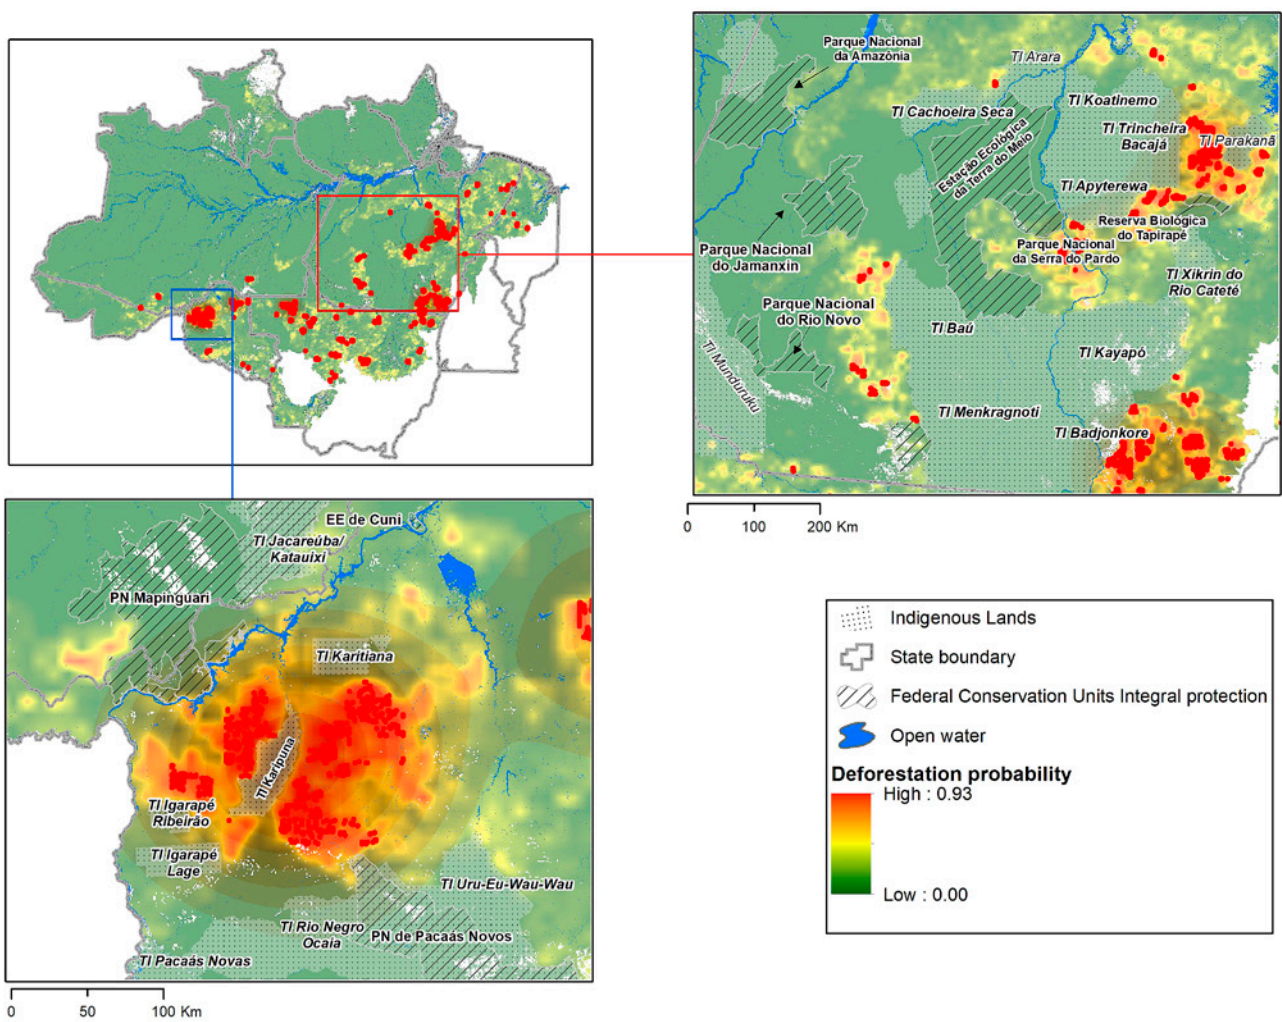 Parque Nacional
da Amazônia
TI Arara
TI Cachoeira Seca
TI Koatinemo
TI Trincheira
Bacajá
TI Parakanã
Estação Ecológica
da Terra do Meio
TI Apyterewa
Reserva Biológica
do Tapirapé
Parque Nacional
do Jamanxin
Parque Nacional
da Serra do Pardo
TI Xikrin do
Rio Cateté
Parque Nacional
do Rio Novo
TI Baú
TI Kayapó
TI Munduruku
TI Menkragnoti
TI Badjonkore
0 100 200 Km
EE de Cuni
TI Jacareúba/
Katauixi
PN Mapinguari
TI Karitiana
TI Karipuna
TI Igarapé
Ribeirão
TI Igarapé
Lage
TI Uru-Eu-Wau-Wau
TI Rio Negro
Ocaia
PN de Pacaás Novos
TI Pacaás Novas
0 50 100 Km
Indigenous Lands
State boundary
Federal Conservation Units Integral protection
Open water
Deforestation probability
High : 0.93
Low : 0.00